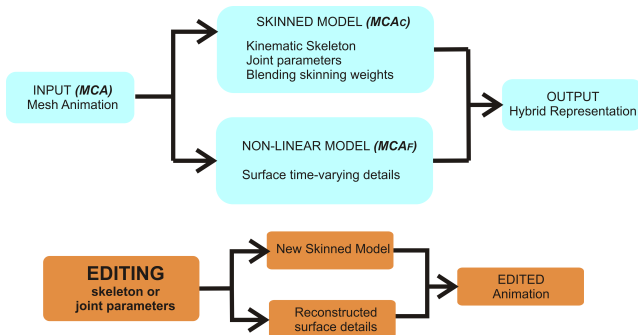 SKINNED MODEL (MCAC)
Kinematic Skeleton
Joint parameters
Blending skinning weights
INPUT (MCA)
Mesh Animation
OUTPUT
Hybrid Representation
NON-LINEAR MODEL (MCAF)
Surface time-varying details
EDITING
skeleton or
joint parameters
New Skinned Model
Reconstructed
surface details
EDITED
Animation